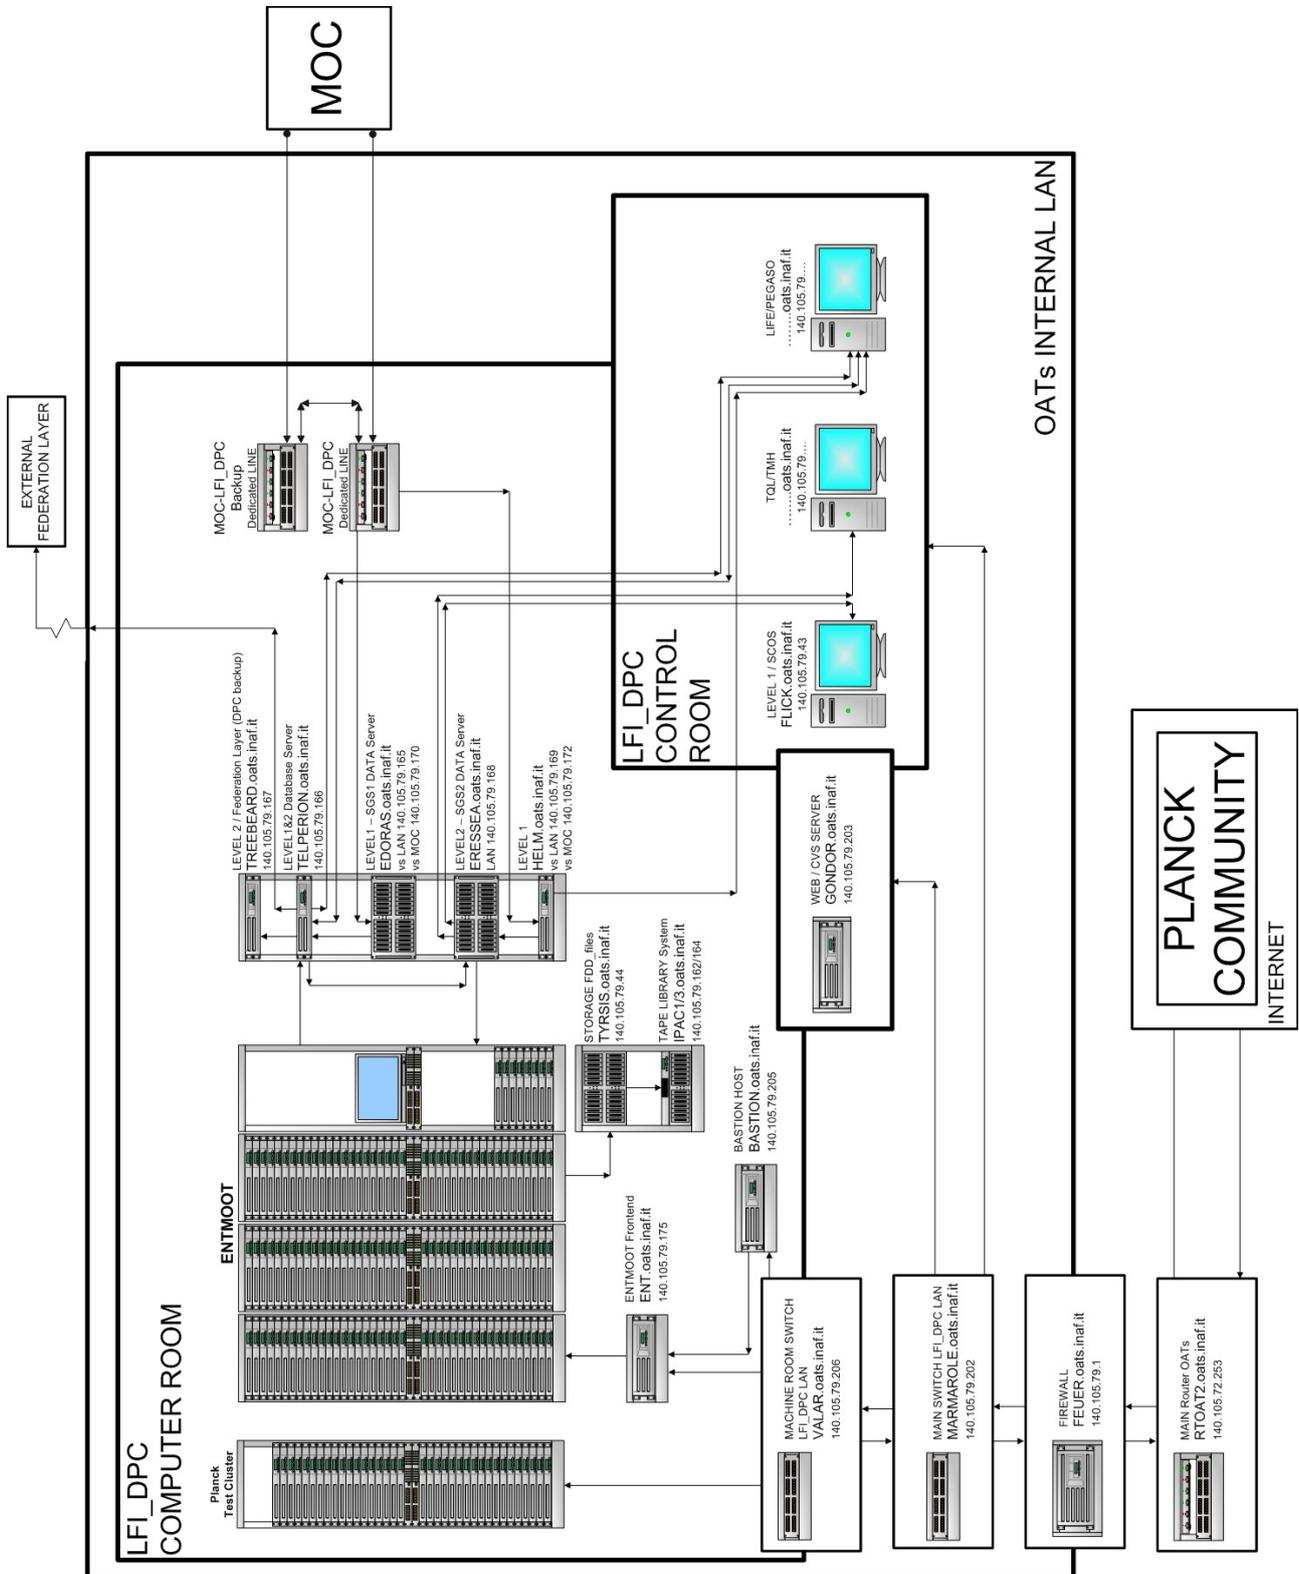 MOC
EXTERNAL
FEDERATION LAYER
OATs INTERNAL LAN
MOC-LFI_DPC
Backup
Dedicated LINE
MOC-LFI_DPC
Dedicated LINE
LIFE/PEGASO
........oats.inaf.it
140.105.79....
TQL/TMH
........oats.inaf.it
140.105.79....
LEVEL 1 / SCOS
FLICK.oats.inaf.it
140.105.79.43
LFI_DPC
CONTROL
ROOM
LEVEL 2 / Federation Layer (DPC backup)
TREEBEARD.oats.inaf.it
140.105.79.167
LEVEL1&2 Database Server
TELPERION.oats.inaf.it
140.105.79.166
LEVEL1 – SGS1 DATA Server
EDORAS.oats.inaf.it
vs LAN 140.105.79.165
vs MOC 140.105.79.170
LEVEL2 – SGS2 DATA Server
ERESSEA.oats.inaf.it
LAN 140.105.79.168
LEVEL 1
HELM.oats.inaf.it
vs LAN 140.105.79.169
vs MOC 140.105.79.172
WEB / CVS SERVER
GONDOR.oats.inaf.it
140.105.79.203
PLANCK
COMMUNITY
INTERNET
STORAGE FDD_files
TYRSIS.oats.inaf.it
140.105.79.44
TAPE LIBRARY System
IPAC1/3.oats.inaf.it
140.105.79.162/164
BASTION HOST
BASTION.oats.inaf.it
140.105.79.205
ENTMOOT
ENTMOOT Frontend
ENT.oats.inaf.it
140.105.79.175
LFI_DPC
COMPUTER ROOM
Planck
Test Cluster
MACHINE ROOM SWITCH
LFI_DPC LAN
VALAR.oats.inaf.it
140.105.79.206
MAIN SWITCH LFI_DPC LAN
MARMAROLE.oats.inaf.it
140.105.79.202
FIREWALL
FEUER.oats.inaf.it
140.105.79.1
MAIN Router OATs
RTOAT2.oats.inaf.it
140.105.72.253